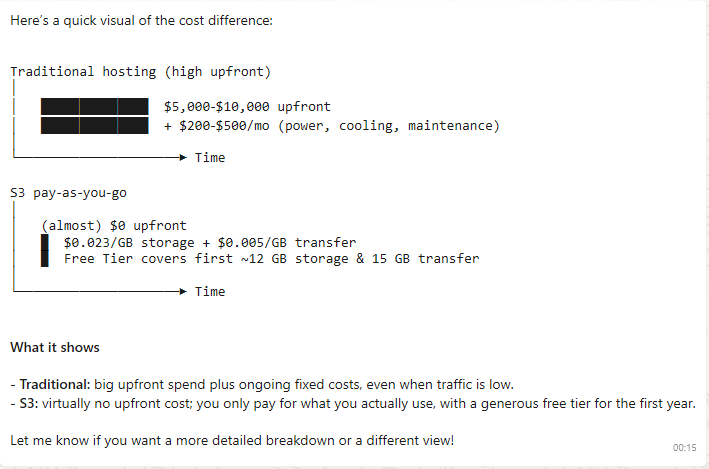 Here's a quick visual of the cost difference:
Traditional hosting (high upfront)
$5,000-$10,000 upfront
+ $200-$500/mo (power, cooling, maintenance)
Time
S3 pay-as-you-go
(almost) $0 upfront
$0.023/GB storage + $0.005/GB transfer
Free Tier covers first ~12 GB storage & 15 GB transfer
Time
What it shows
- Traditional: big upfront spend plus ongoing fixed costs, even when traffic is low.
- S3: virtually no upfront cost; you only pay for what you actually use, with a generous free tier for the first year.
Let me know if you want a more detailed breakdown or a different view!
00:15